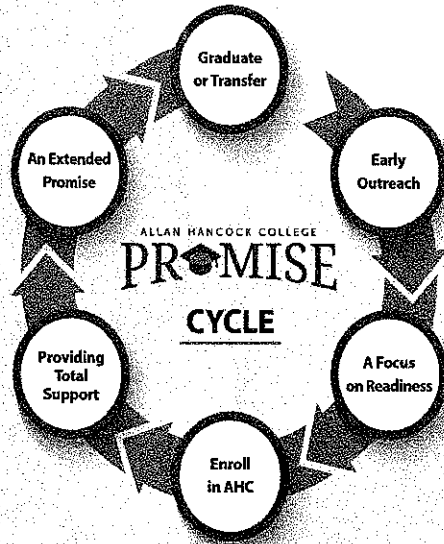 Graduate
or Transfer
Early
Outreach
A Focus
on Readiness
Enroll
in AHC
Providing
Total
Support
An Extended
Promise
ALLAN HANCOCK COLLEGE
PROMISE
CYCLE